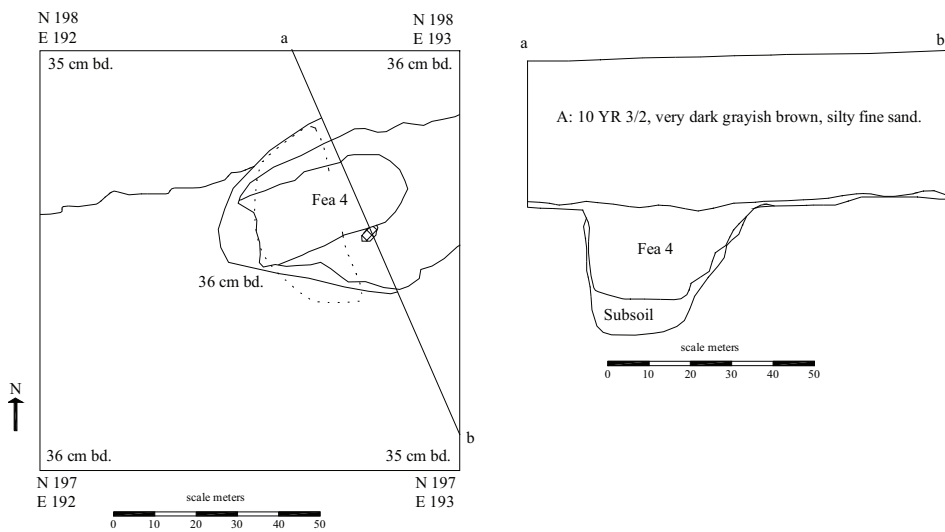 N 198
E 192
N 198
E 193
a
35 cm bd.
36 cm bd.
Fea 4
36 cm bd.
N
b
36 cm bd.
35 cm bd.
N 197
E 192
N 197
E 193
scale meters
0 10 20 30 40 50
a
b
A: 10 YR 3/2, very dark grayish brown, silty fine sand.
Fea 4
Subsoil
scale meters
0 10 20 30 40 50